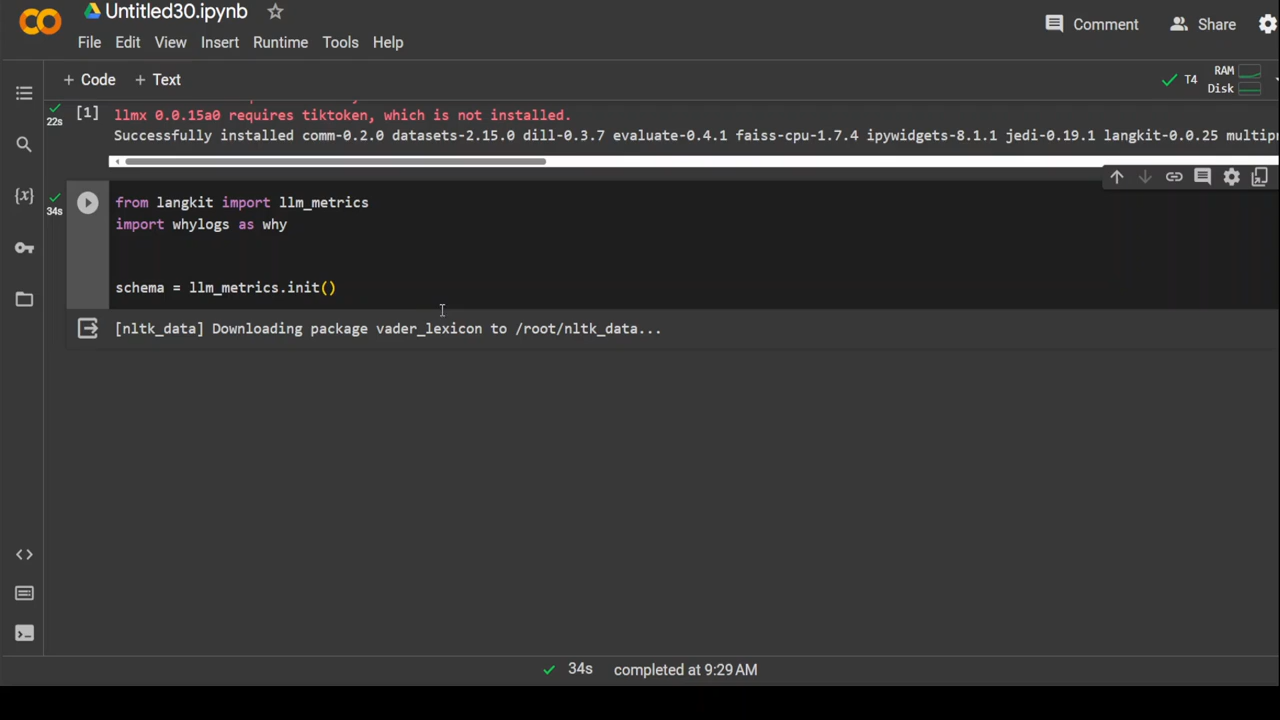 Untitled30.ipynb
File Edit View Insert Runtime Tools Help
Comment Share
+ Code + Text
T4 RAM Disk
[1] llmx 0.0.15a0 requires tiktoken, which is not installed.
22s Successfully installed comm-0.2.0 datasets-2.15.0 dill-0.3.7 evaluate-0.4.1 faiss-cpu-1.7.4 ipywidgets-8.1.1 jedi-0.19.1 langkit-0.0.25 multip
34s from langkit import llm_metrics
import whylogs as why
schema = llm_metrics.init()
[nltk_data] Downloading package vader_lexicon to /root/nltk_data...
34s completed at 9:29 AM